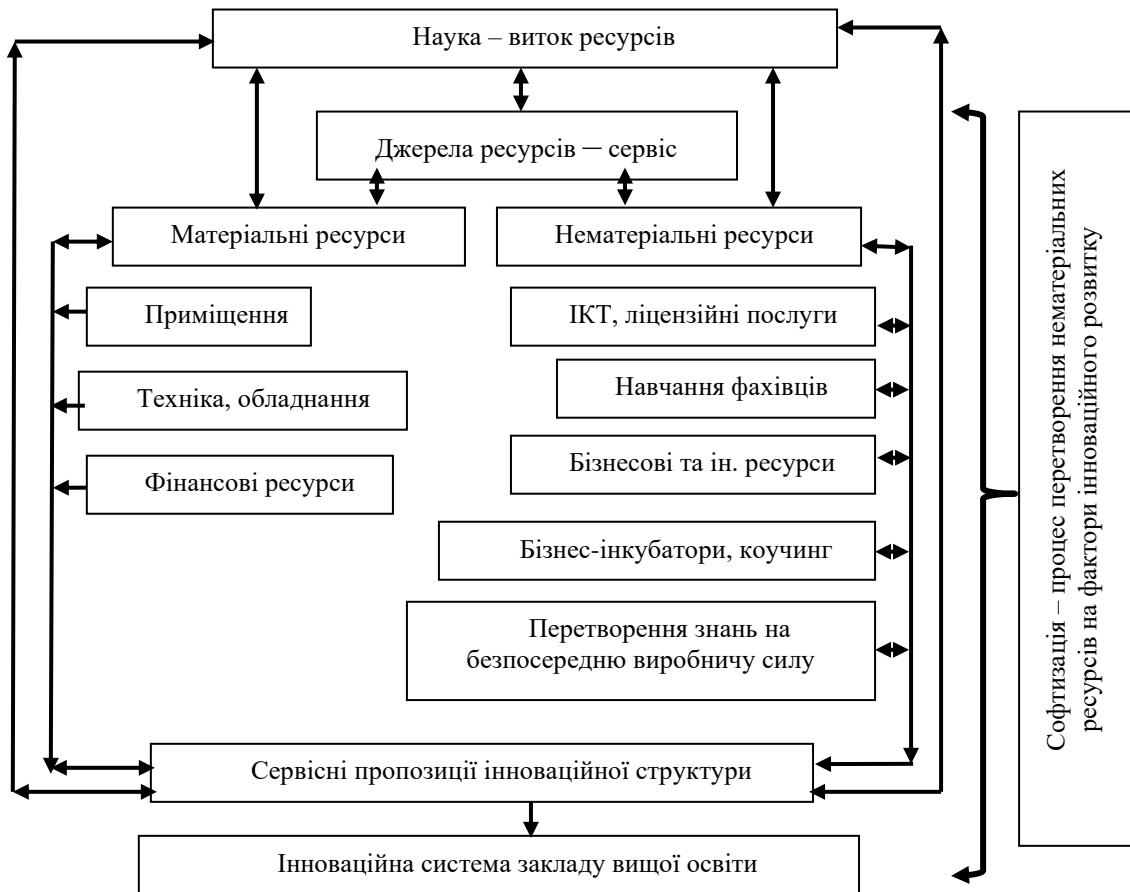 Наука – виток ресурсів
Джерела ресурсів — сервіс
Матеріальні ресурси
Нематеріальні ресурси
Приміщення
ІКТ, ліцензійні послуги
Навчання фахівців
Техніка, обладнання
Бізнесові та ін. ресурси
Фінансові ресурси
Бізнес-інкубатори, коучинг
Перетворення знань на
безпосередню виробничу силу
Сервісні пропозиції інноваційної структури
Інноваційна система закладу вищої освіти
Софтизація – процес перетворення нематеріальних
ресурсів на фактори інноваційного розвитку